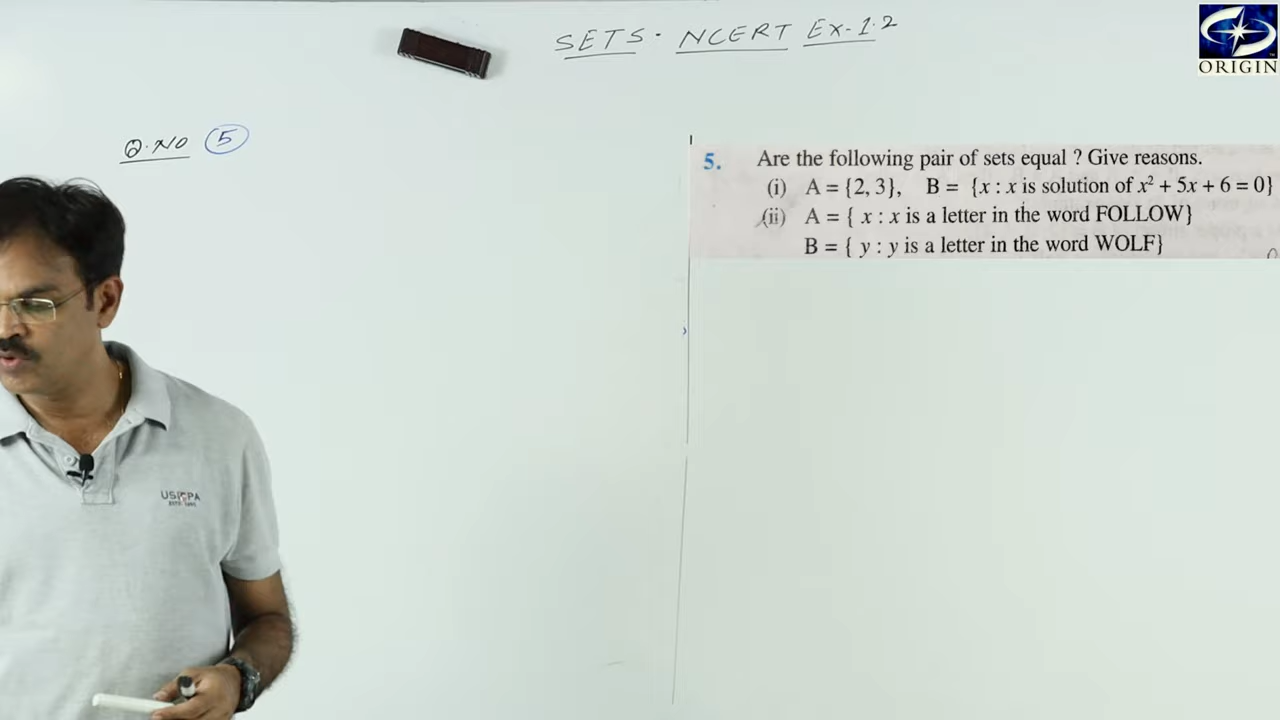 SETS. NCERT Ex-1.2
ORIGIN
Q.NO 5
5. Are the following pair of sets equal ? Give reasons.
(i) A = {2, 3}, B = {x : x is solution of x² + 5x + 6 = 0}
(ii) A = { x : x is a letter in the word FOLLOW}
B = { y : y is a letter in the word WOLF}